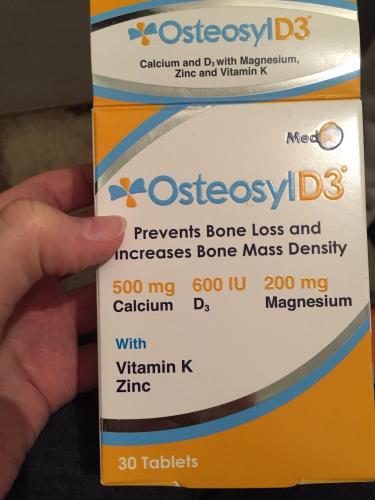 OsteosylD3®
Calcium and D3 with Magnesium,
Zinc and Vitamin K
Med
OsteosylD3®
Prevents Bone Loss and
Increases Bone Mass Density
500 mg 600 IU 200 mg
Calcium D3 Magnesium
With
Vitamin K
Zinc
30 Tablets